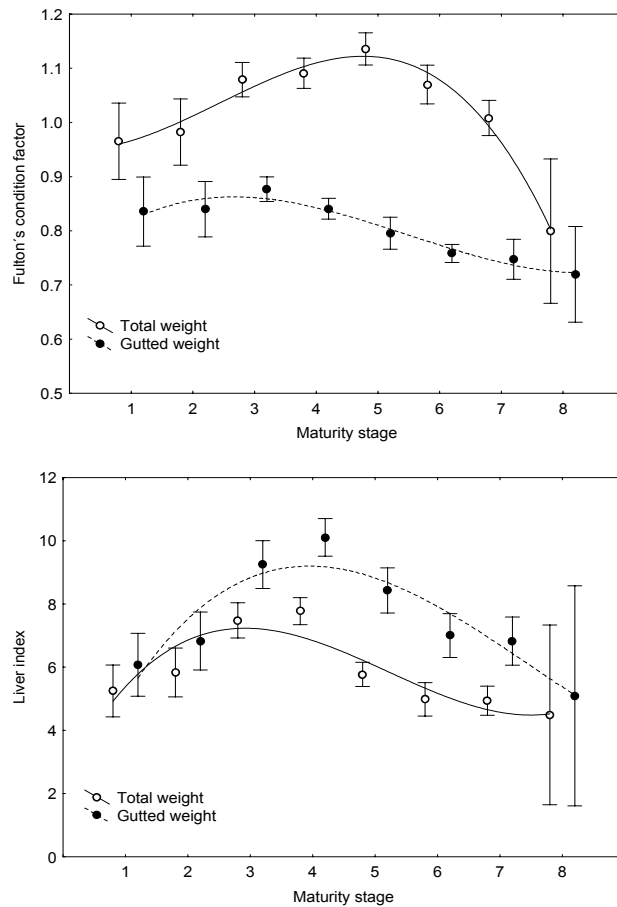 1.2
1.1
1.0
0.9
0.8
0.7
0.6
0.5
Fulton´s condition factor
Total weight
Gutted weight
1 2 3 4 5 6 7 8
Maturity stage
12
10
8
6
4
2
0
Liver index
Total weight
Gutted weight
1 2 3 4 5 6 7 8
Maturity stage